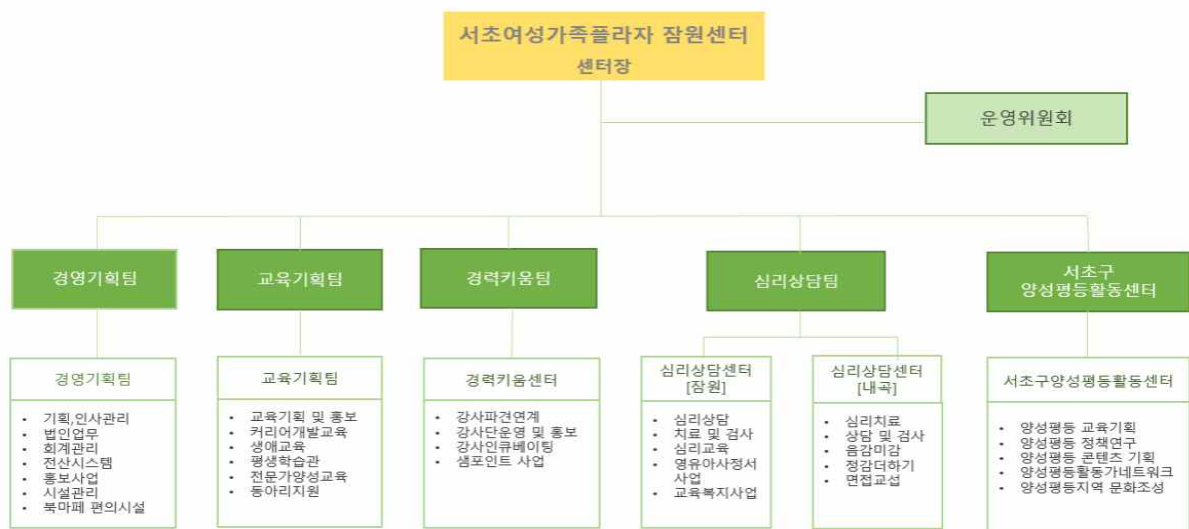 서초여성가족플라자 잠원센터
센터장
운영위원회
경영기획팀
교육기획팀
경력키움팀
심리상담팀
서초구
양성평등활동센터
경영기획팀
• 기획,인사관리
• 법인업무
• 회계관리
• 전산시스템
• 홍보사업
• 시설관리
• 북마페 편의시설
교육기획팀
• 교육기획 및 홍보
• 커리어개발교육
• 생애교육
• 평생학습관
• 전문가양성교육
• 동아리지원
경력키움센터
• 강사파견연계
• 강사단운영 및 홍보
• 강사인큐베이팅
• 샘포인트 사업
심리상담센터
[잠원]
• 심리상담
• 치료 및 검사
• 심리교육
• 영유아사정서
사업
• 교육복지사업
심리상담센터
[내곡]
• 심리치료
• 상담 및 검사
• 음감미감
• 정감더하기
• 면접교섭
서초구양성평등활동센터
• 양성평등 교육기획
• 양성평등 정책연구
• 양성평등 콘텐츠 기획
• 양성평등활동가네트워크
• 양성평등지역 문화조성